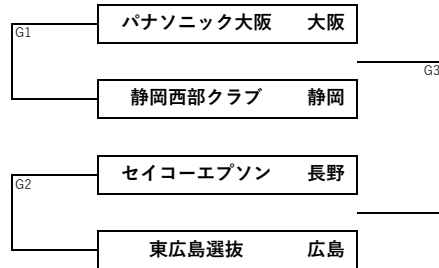 G1
パナソニック大阪 大阪
G3
静岡西部クラブ 静岡
G2
セイコーエプソン 長野
東広島選抜 広島